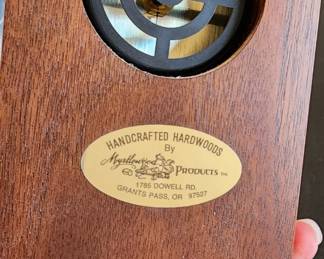 HANDCRAFTED HARDWOODS
By
Myrtlewood
PRODUCTS INC
1785 DOWELL RD.
GRANTS PASS, OR 97527